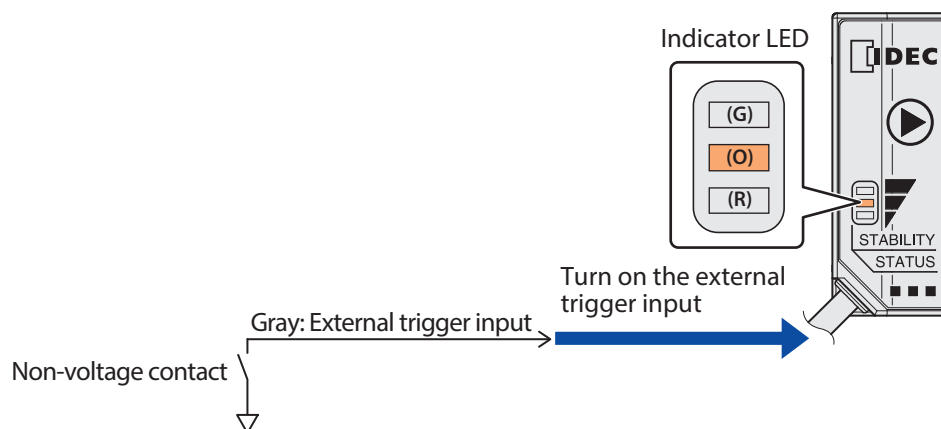 Indicator LED
IDEC
(G)
(O)
(R)
STABILITY
STATUS
Turn on the external
trigger input
Gray: External trigger input
Non-voltage contact